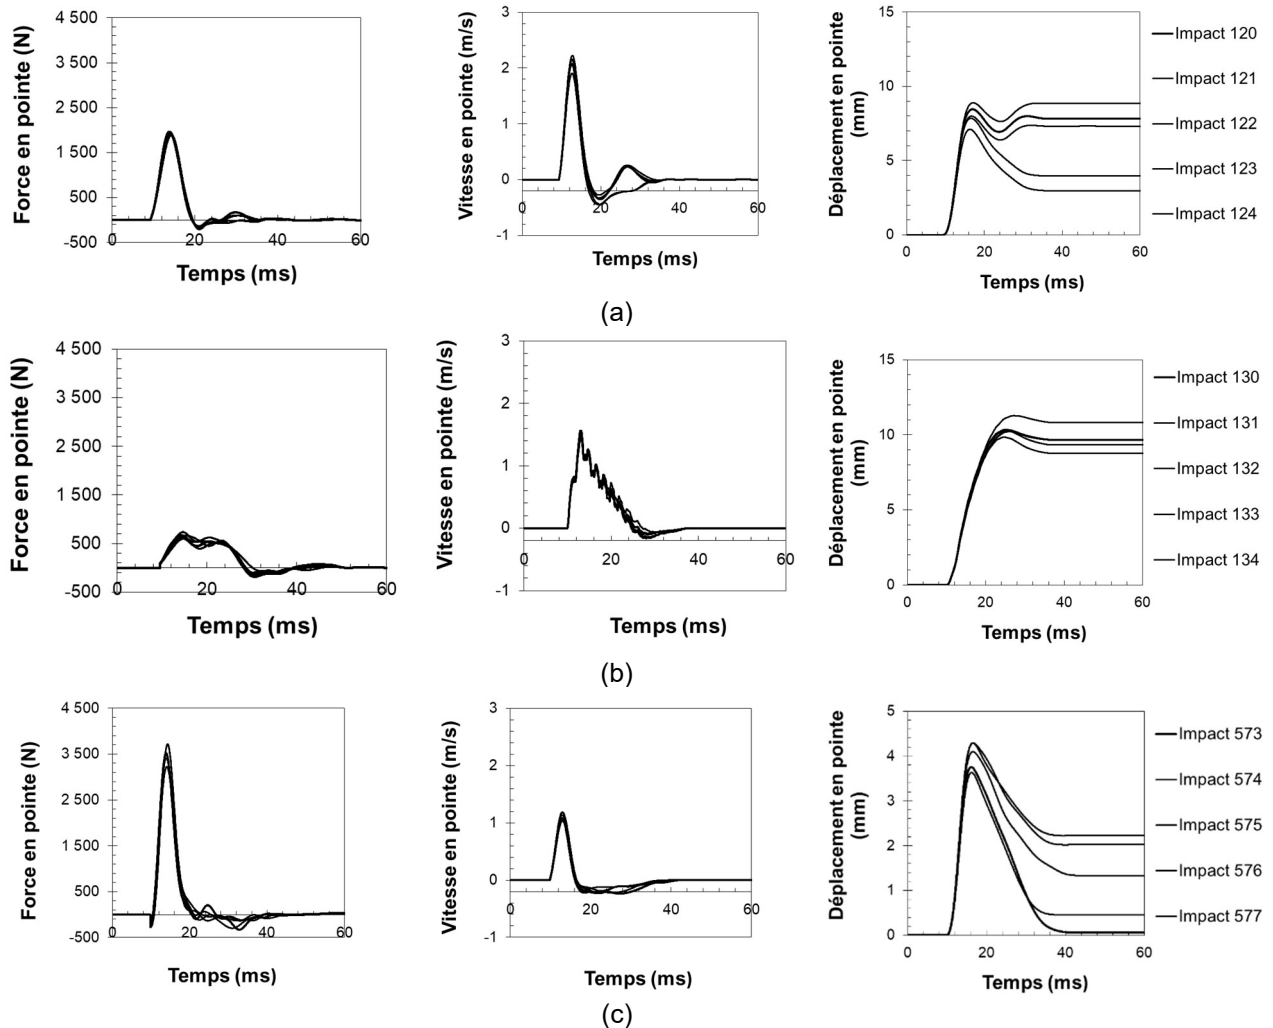 Force en pointe (N)
4 500
3 500
2 500
1 500
500
-500
0
20
40
60
Temps (ms)
Vitesse en pointe (m/s)
3
2
1
0
-1
0
20
40
60
Temps (ms)
Déplacement en pointe
(mm)
15
10
5
0
0
20
40
60
Temps (ms)
Impact 120
Impact 121
Impact 122
Impact 123
Impact 124
(a)
Force en pointe (N)
4 500
3 500
2 500
1 500
500
-500
0
20
40
60
Temps (ms)
Vitesse en pointe (m/s)
3
2
1
0
-1
0
20
40
60
Temps (ms)
Déplacement en pointe
(mm)
15
10
5
0
0
20
40
60
Temps (ms)
Impact 130
Impact 131
Impact 132
Impact 133
Impact 134
(b)
Force en pointe (N)
4 500
3 500
2 500
1 500
500
-500
0
20
40
60
Temps (ms)
Vitesse en pointe (m/s)
3
2
1
0
-1
0
20
40
60
Temps (ms)
Déplacement en pointe
(mm)
5
4
3
2
1
0
0
20
40
60
Temps (ms)
Impact 573
Impact 574
Impact 575
Impact 576
Impact 577
(c)